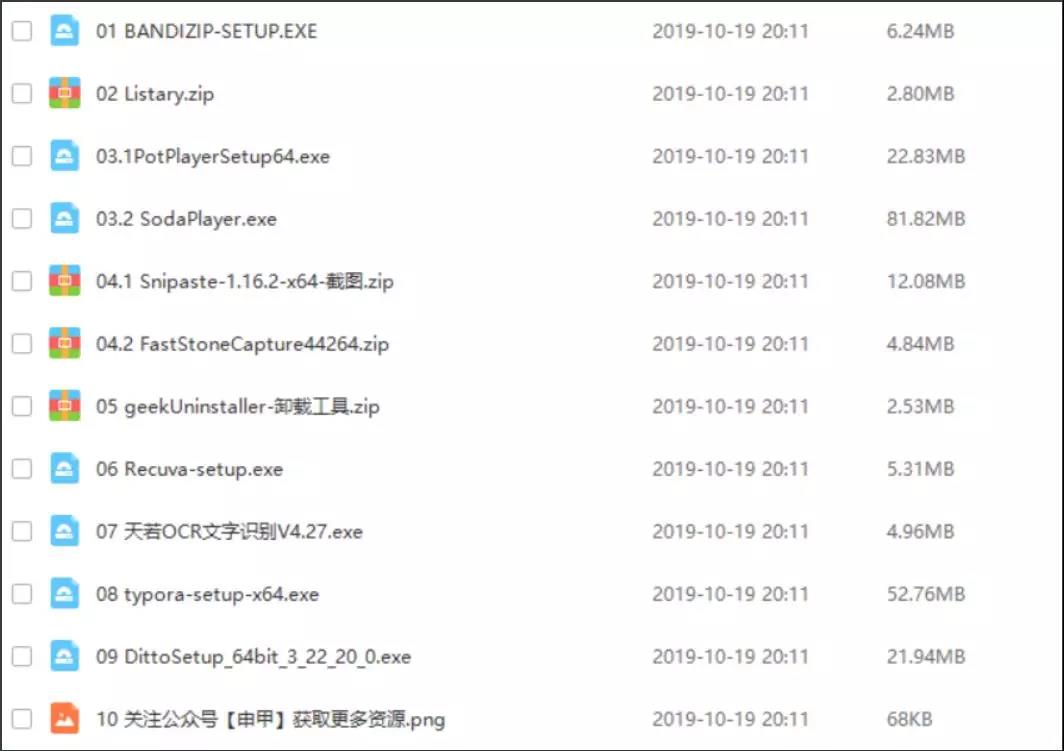 01 BANDIZIP-SETUP.EXE 2019-10-19 20:11 6.24MB
02 Listary.zip 2019-10-19 20:11 2.80MB
03.1PotPlayerSetup64.exe 2019-10-19 20:11 22.83MB
03.2 SodaPlayer.exe 2019-10-19 20:11 81.82MB
04.1 Snipaste-1.16.2-x64-截图.zip 2019-10-19 20:11 12.08MB
04.2 FastStoneCapture44264.zip 2019-10-19 20:11 4.84MB
05 geekUninstaller-卸载工具.zip 2019-10-19 20:11 2.53MB
06 Recuva-setup.exe 2019-10-19 20:11 5.31MB
07 天若OCR文字识别V4.27.exe 2019-10-19 20:11 4.96MB
08 typora-setup-x64.exe 2019-10-19 20:11 52.76MB
09 DittoSetup_64bit_3_22_20_0.exe 2019-10-19 20:11 21.94MB
10 关注公众号【申甲】获取更多资源.png 2019-10-19 20:11 68KB